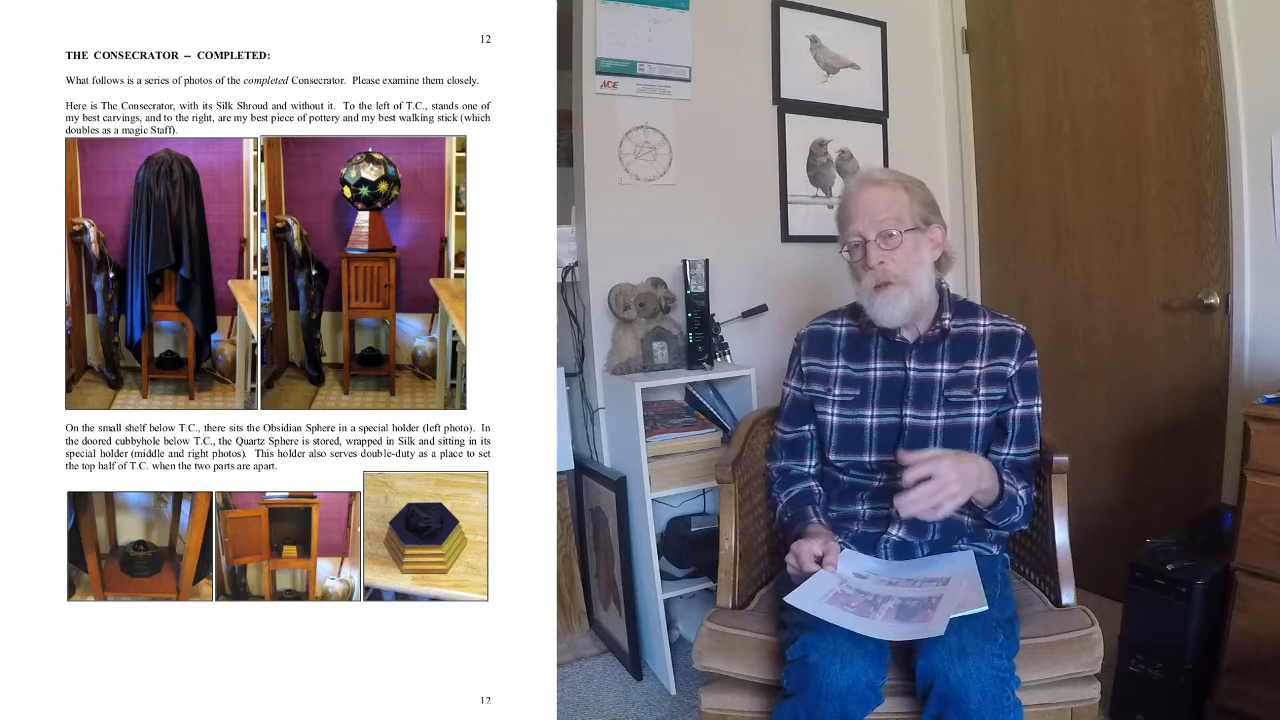 12
THE CONSECRATOR -- COMPLETED:
What follows is a series of photos of the completed Consecrator. Please examine them closely.
Here is The Consecrator, with its Silk Shroud and without it. To the left of T.C., stands one of
my best carvings, and to the right, are my best piece of pottery and my best walking stick (which
doubles as a magic Staff).
On the small shelf below T.C., there sits the Obsidian Sphere in a special holder (left photo). In
the doored cubbyhole below T.C., the Quartz Sphere is stored, wrapped in Silk and sitting in its
special holder (middle and right photos). This holder also serves double-duty as a place to set
the top half of T.C. when the two parts are apart.
12
ACE